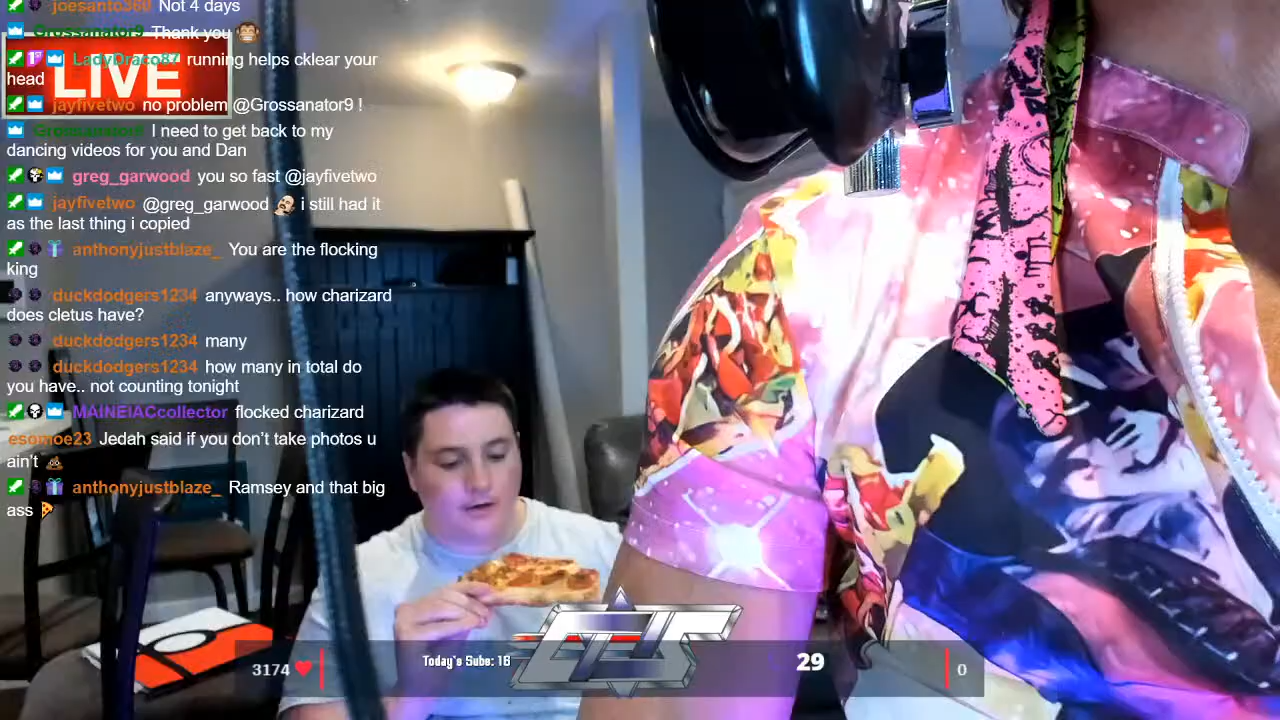 joesanto360 Not 4 days
Grossanator9 Thank you
LadyDraco87 running helps cklear your
head
LIVE
jayfivetwo no problem @Grossanator9 !
Grossanator9 I need to get back to my
dancing videos for you and Dan
greg_garwood you so fast @jayfivetwo
jayfivetwo @greg_garwood i still had it
as the last thing i copied
anthonyjustblaze_ You are the flocking
king
duckdodgers1234 anyways.. how charizard
does cletus have?
duckdodgers1234 many
duckdodgers1234 how many in total do
you have.. not counting tonight
MAINEIACcollector flocked charizard
esomoe23 Jedah said if you don't take photos u
ain't
anthonyjustblaze_ Ramsey and that big
ass
3174
Today's Subs: 18
29
0